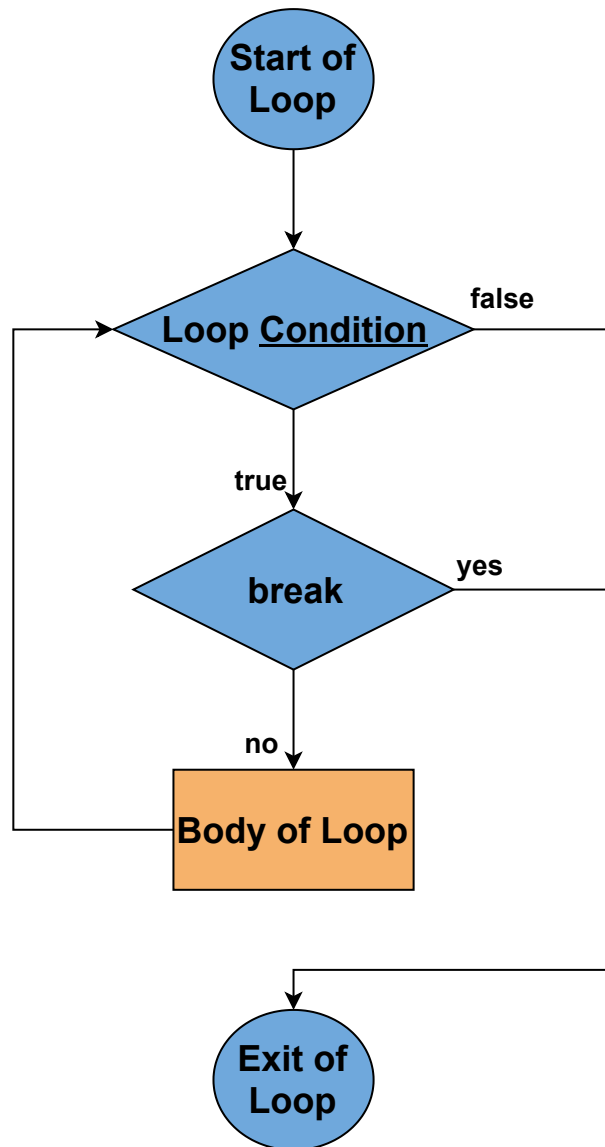 Start of
Loop
Loop Condition
false
true
break
yes
no
Body of Loop
Exit of
Loop